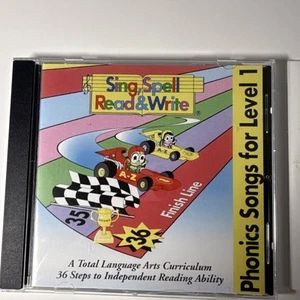 Sing, Spell
Read & Write®
A-Z
Finish Line
35
36
A Total Language Arts Curriculum
36 Steps to Independent Reading Ability
Phonics Songs for Level 1